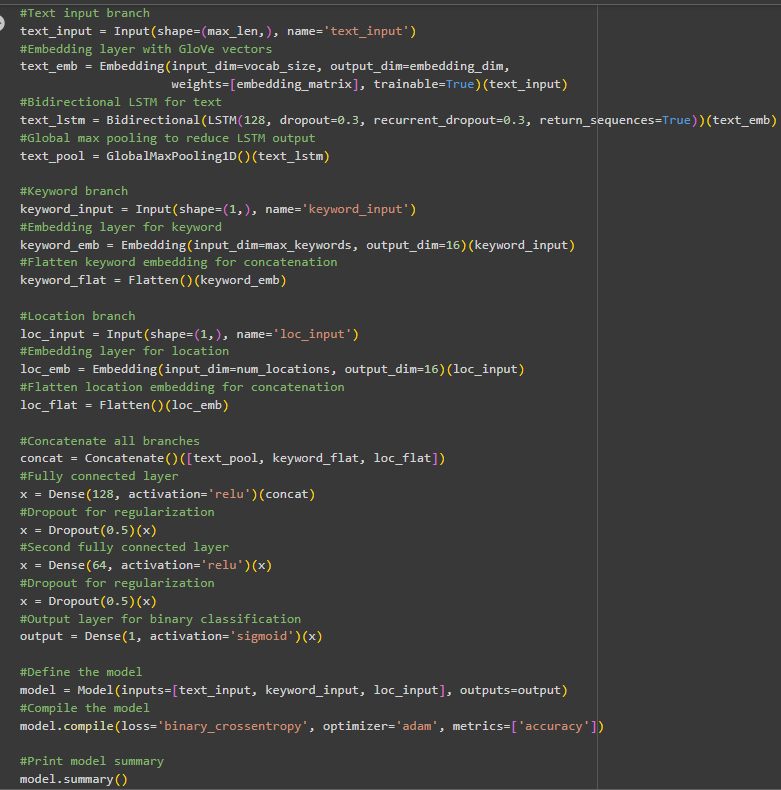 #Text input branch
text_input = Input(shape=(max_len,), name='text_input')
#Embedding layer with GloVe vectors
text_emb = Embedding(input_dim=vocab_size, output_dim=embedding_dim,
                     weights=[embedding_matrix], trainable=True)(text_input)
#Bidirectional LSTM for text
text_lstm = Bidirectional(LSTM(128, dropout=0.3, recurrent_dropout=0.3, return_sequences=True))(text_emb)
#Global max pooling to reduce LSTM output
text_pool = GlobalMaxPooling1D()(text_lstm)

#Keyword branch
keyword_input = Input(shape=(1,), name='keyword_input')
#Embedding layer for keyword
keyword_emb = Embedding(input_dim=max_keywords, output_dim=16)(keyword_input)
#Flatten keyword embedding for concatenation
keyword_flat = Flatten()(keyword_emb)

#Location branch
loc_input = Input(shape=(1,), name='loc_input')
#Embedding layer for location
loc_emb = Embedding(input_dim=num_locations, output_dim=16)(loc_input)
#Flatten location embedding for concatenation
loc_flat = Flatten()(loc_emb)

#Concatenate all branches
concat = Concatenate()([text_pool, keyword_flat, loc_flat])
#Fully connected layer
x = Dense(128, activation='relu')(concat)
#Dropout for regularization
x = Dropout(0.5)(x)
#Second fully connected layer
x = Dense(64, activation='relu')(x)
#Dropout for regularization
x = Dropout(0.5)(x)
#Output layer for binary classification
output = Dense(1, activation='sigmoid')(x)

#Define the model
model = Model(inputs=[text_input, keyword_input, loc_input], outputs=output)
#Compile the model
model.compile(loss='binary_crossentropy', optimizer='adam', metrics=['accuracy'])

#Print model summary
model.summary()